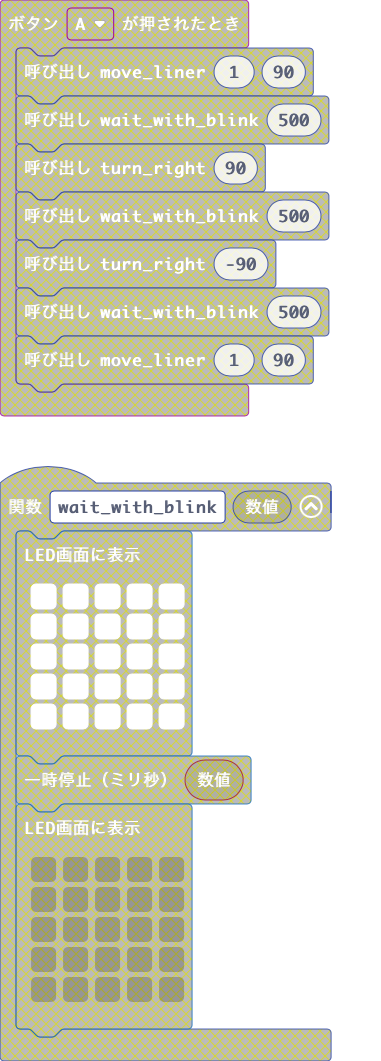 ボタン A が押されたとき
呼び出し move_liner 1 90
呼び出し wait_with_blink 500
呼び出し turn_right 90
呼び出し wait_with_blink 500
呼び出し turn_right -90
呼び出し wait_with_blink 500
呼び出し move_liner 1 90
関数 wait_with_blink 数値
LED画面に表示
一時停止（ミリ秒） 数値
LED画面に表示